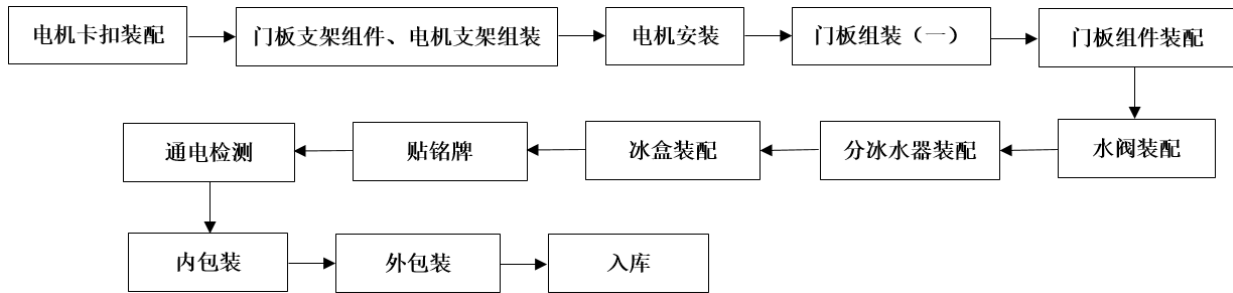 电机卡扣装配
门板支架组件、电机支架组装
电机安装
门板组装（一）
门板组件装配
水阀装配
分冰水器装配
冰盒装配
贴铭牌
通电检测
内包装
外包装
入库